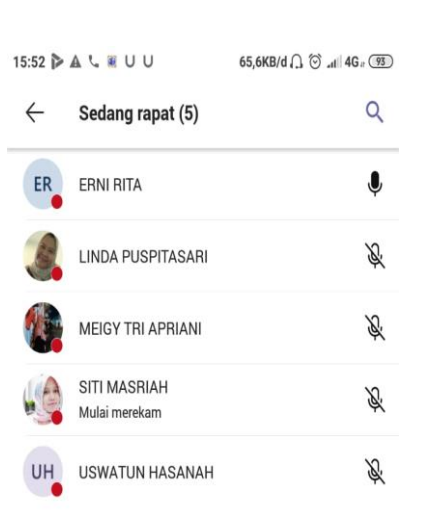 15:52 65,6KB/d 4G 93
Sedang rapat (5)
ER ERNI RITA
LINDA PUSPITASARI
MEIGY TRI APRIANI
SITI MASRIAH
Mulai merekam
UH USWATUN HASANAH